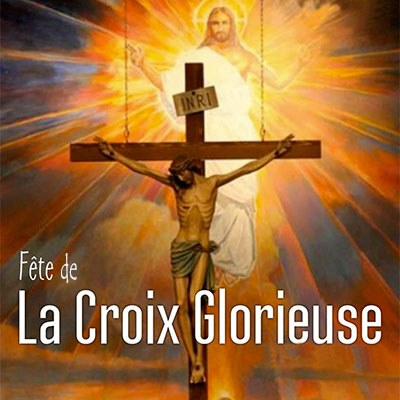 INRI
Fête de
La Croix Glorieuse